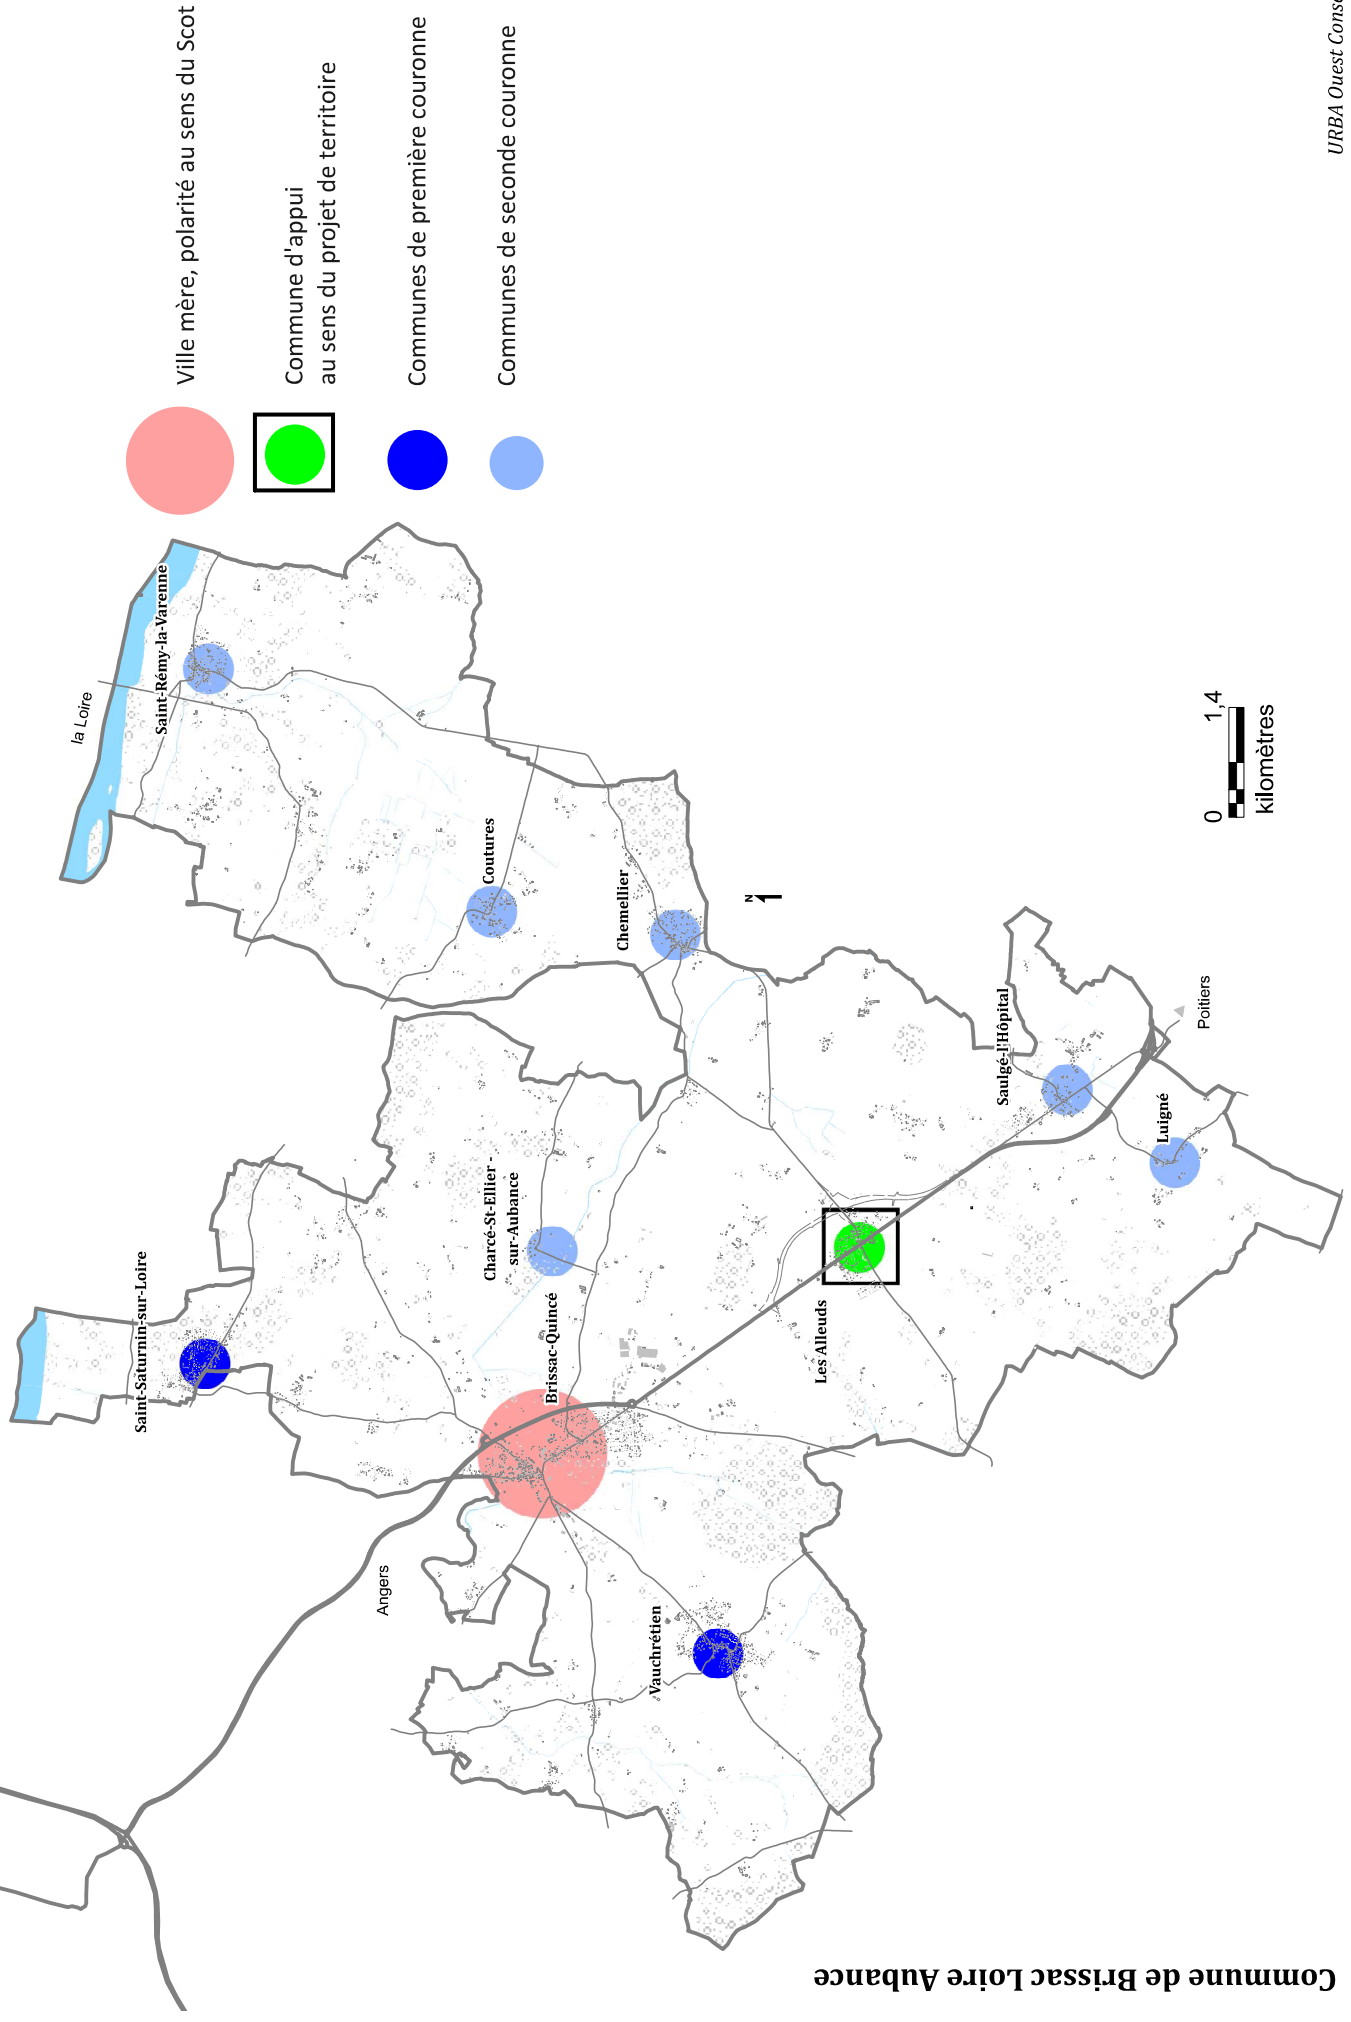 Commune de Brissac Loire Aubance
la Loire
Saint-Rémy-la-Varenne
Coutures
Chemellier
Saint-Saturnin-sur-Loire
Charcé-St-Ellier -
sur-Aubance
Brissac-Quincé
Saulgé-l'Hôpital
Luigné
Poitiers
Les Alleuds
Angers
Vauchrétien
N
0 1,4
kilomètres
Ville mère, polarité au sens du Scot
Commune d'appui
au sens du projet de territoire
Communes de première couronne
Communes de seconde couronne
URBA Ouest